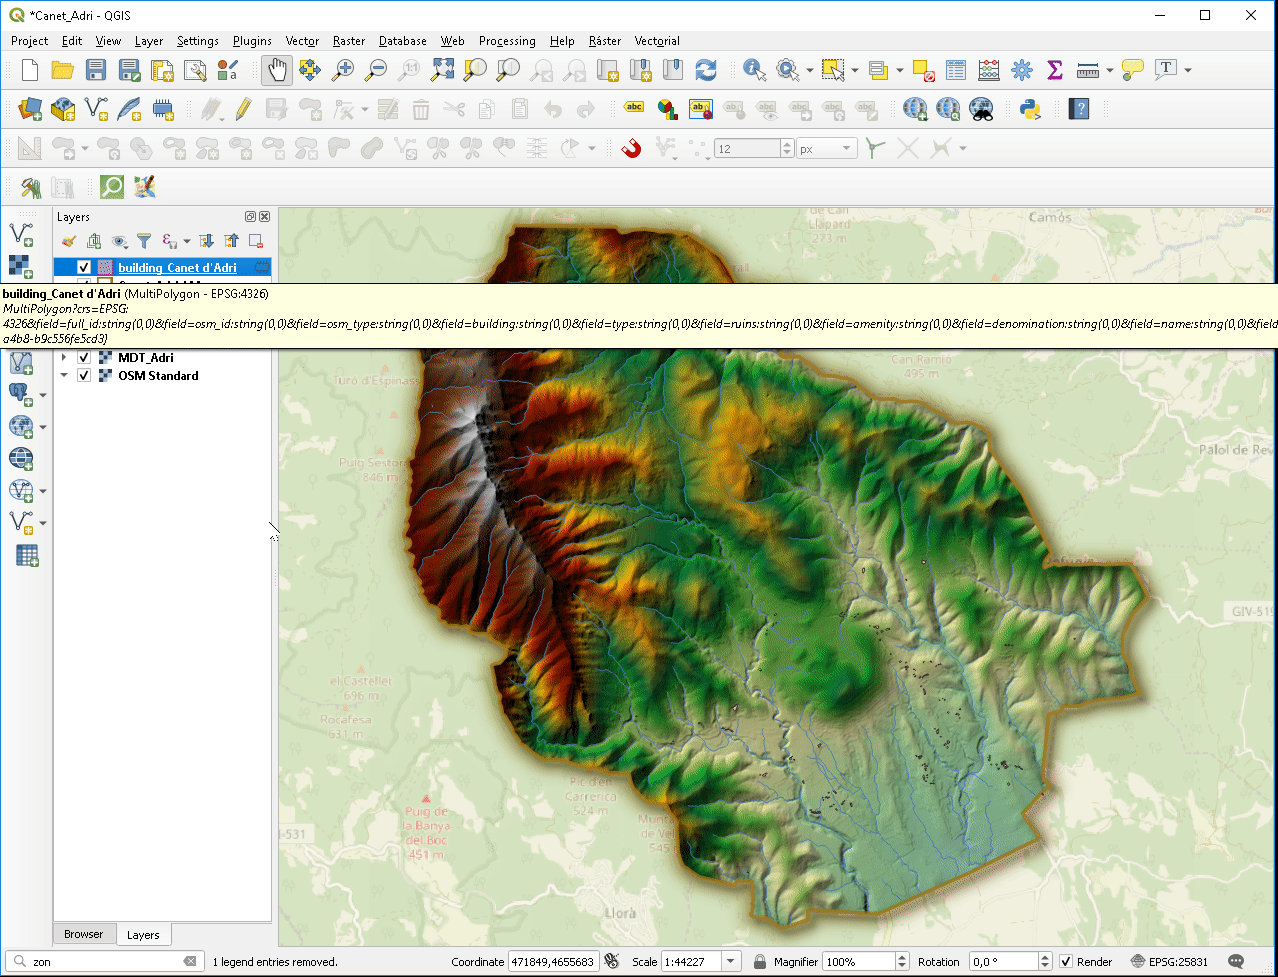 *Canet_Adri - QGIS
Project Edit View Layer Settings Plugins Vector Raster Database Web Processing Help Ráster Vectorial
abc
12 px
Layers
de Can
Llapard
273 m
Camós
building_Canet d'Adri
building_Canet d'Adri (MultiPolygon - EPSG:4326)
MultiPolygon?crs=EPSG:
4326&field=full_id:string(0,0)&field=osm_id:string(0,0)&field=osm_type:string(0,0)&field=building:string(0,0)&field=type:string(0,0)&field=ruins:string(0,0)&field=amenity:string(0,0)&field=denomination:string(0,0)&field=name:string(0,0)&field
a4b8-b9c556fe5cd3}
MDT_Adri
OSM Standard
Can Ramió
495 m
Turó d'Espinass
Puig Sestor
846 m
Palol de Rev
GIV-519
el Casteller
696 m
Rocafesa
631 m
Pic d'en
Carrerica
524 m
Puig de
la Banya
del Boc
451 m
I-531
Munt
de Vel
545 m
Llorà
Browser Layers
zon 1 legend entries removed. Coordinate 471849,4655683 Scale 1:44227 Magnifier 100% Rotation 0,0 ° Render EPSG:25831